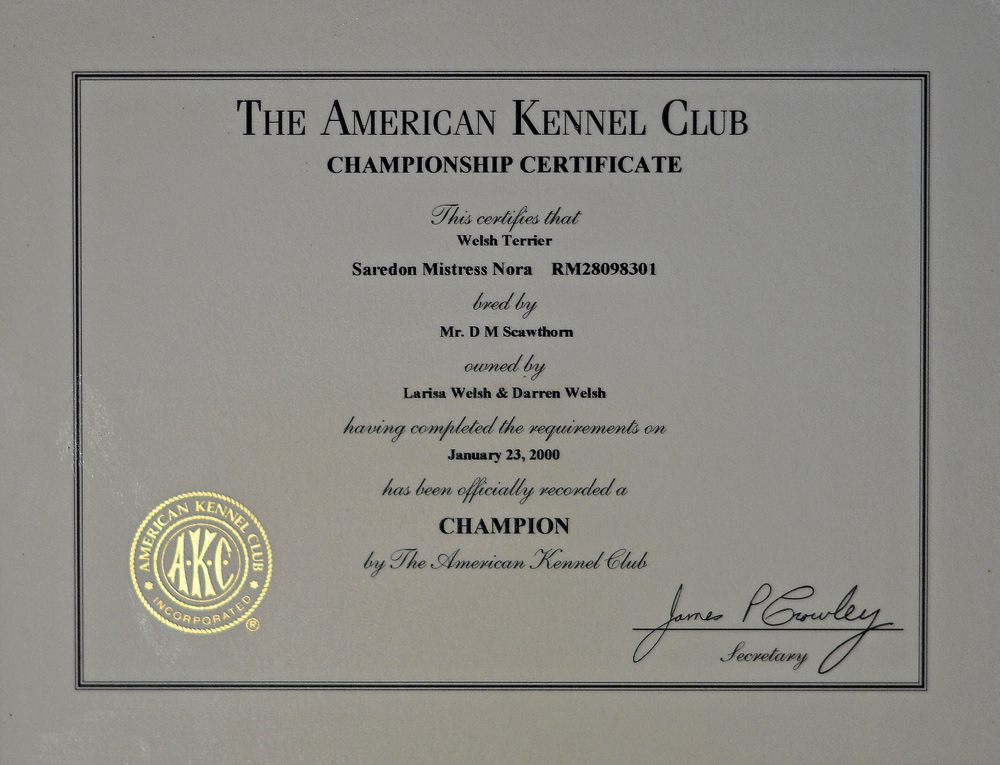 THE AMERICAN KENNEL CLUB
CHAMPIONSHIP CERTIFICATE
This certifies that
Welsh Terrier
Saredon Mistress Nora RM28098301
bred by
Mr. D M Scawthorn
owned by
Larisa Welsh & Darren Welsh
having completed the requirements on
January 23, 2000
has been officially recorded a
CHAMPION
by The American Kennel Club
AMERICAN KENNEL CLUB
A·K·C
INCORPORATED
®
James P Crowley
Secretary